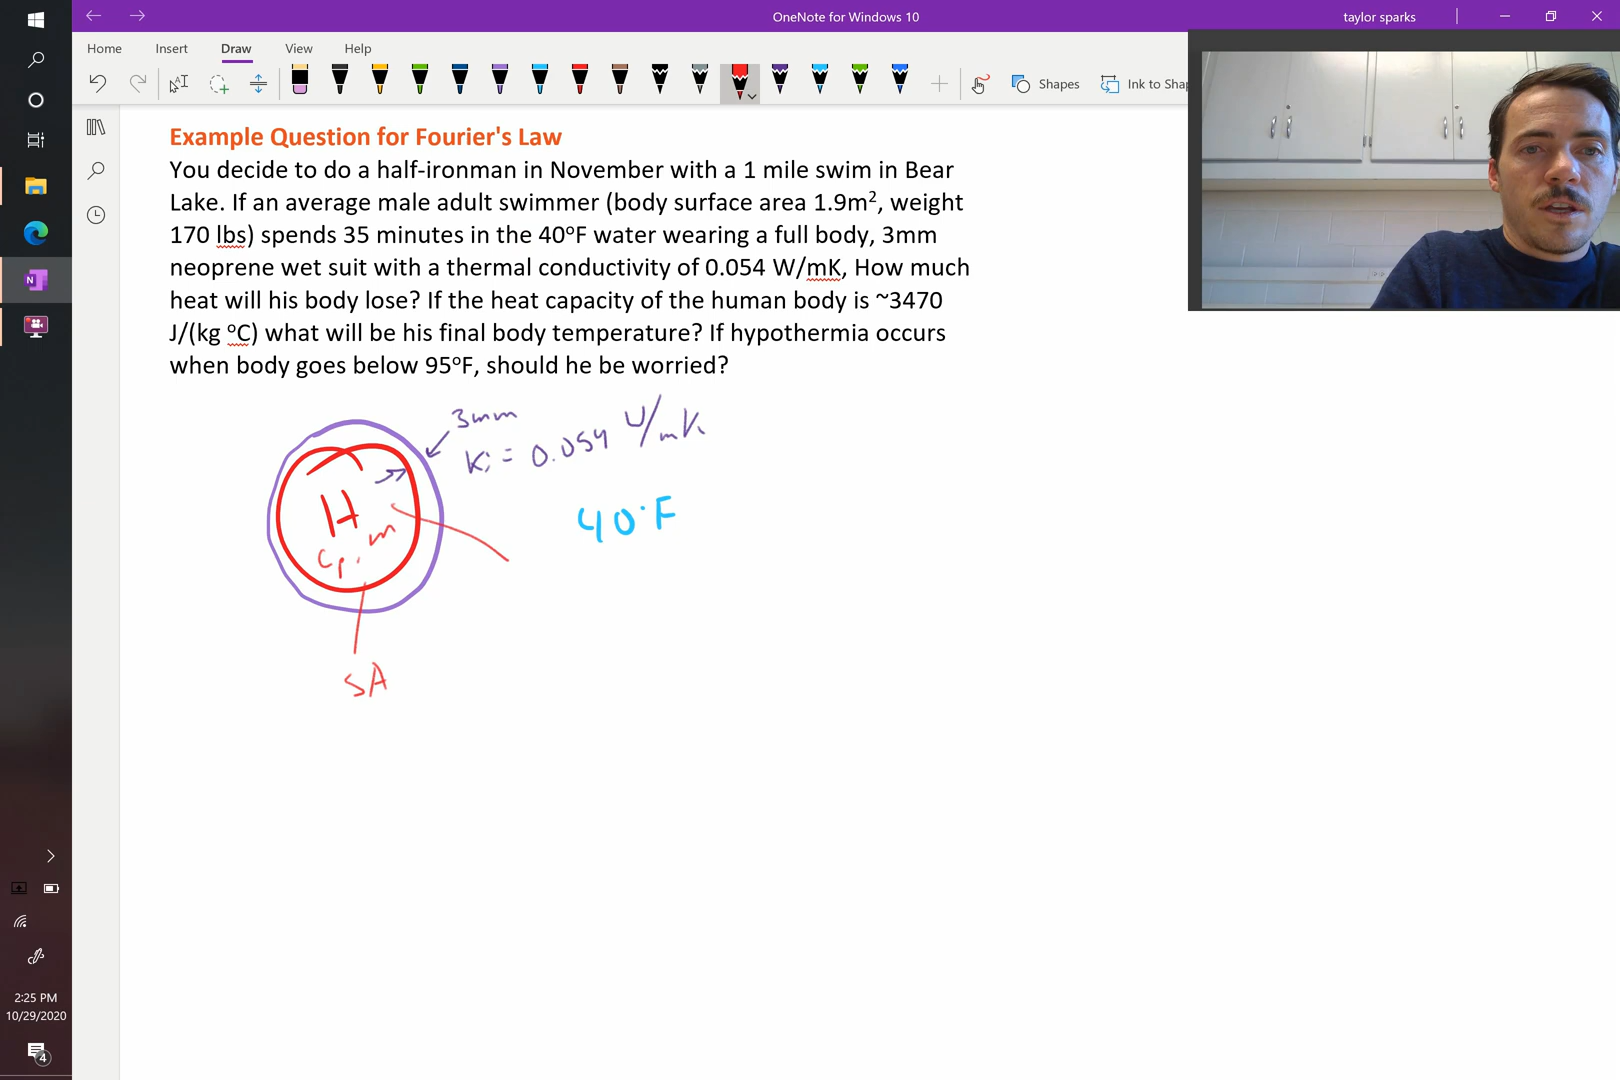 OneNote for Windows 10
taylor sparks
Home Insert Draw View Help
Shapes
Ink to Shap
Example Question for Fourier's Law
You decide to do a half-ironman in November with a 1 mile swim in Bear
Lake. If an average male adult swimmer (body surface area 1.9m², weight
170 lbs) spends 35 minutes in the 40°F water wearing a full body, 3mm
neoprene wet suit with a thermal conductivity of 0.054 W/mK, How much
heat will his body lose? If the heat capacity of the human body is ~3470
J/(kg °C) what will be his final body temperature? If hypothermia occurs
when body goes below 95°F, should he be worried?
3mm
K = 0.054 W/mK
H
Cp, m
40°F
SA
2:25 PM
10/29/2020
4